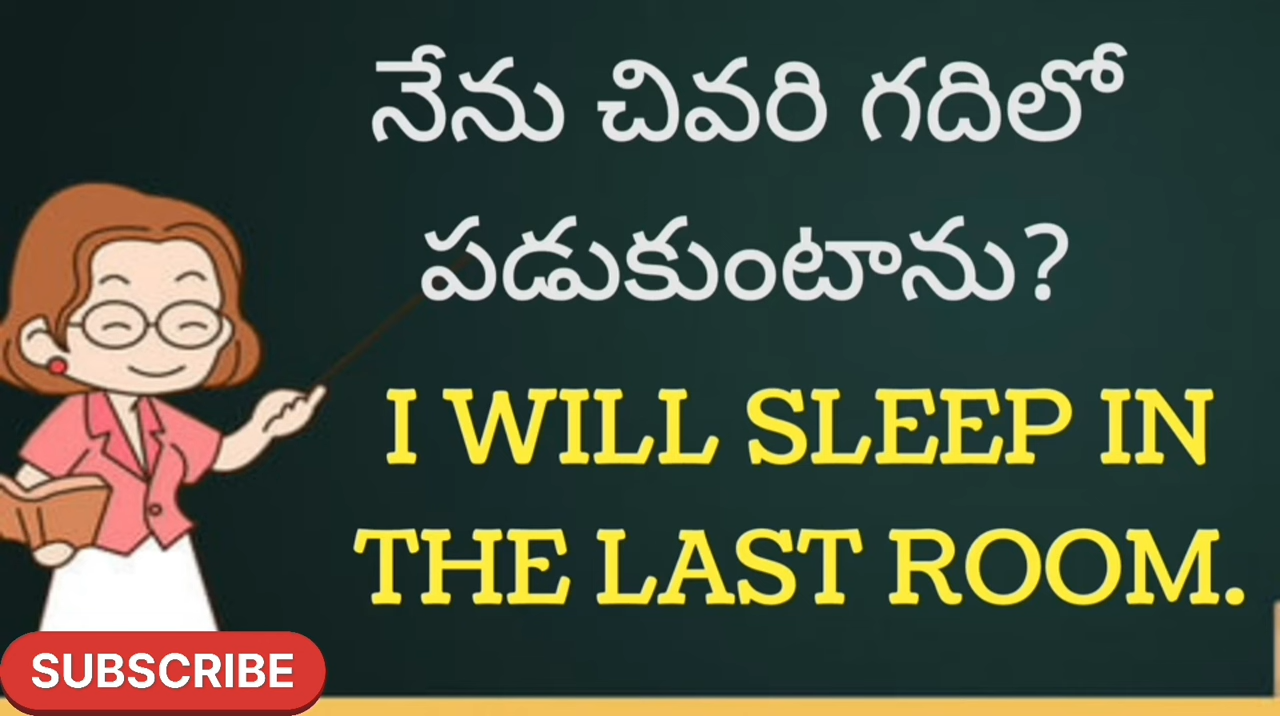 నేను చివరి గదిలో
పడుకుంటాను?
I WILL SLEEP IN
THE LAST ROOM.
SUBSCRIBE